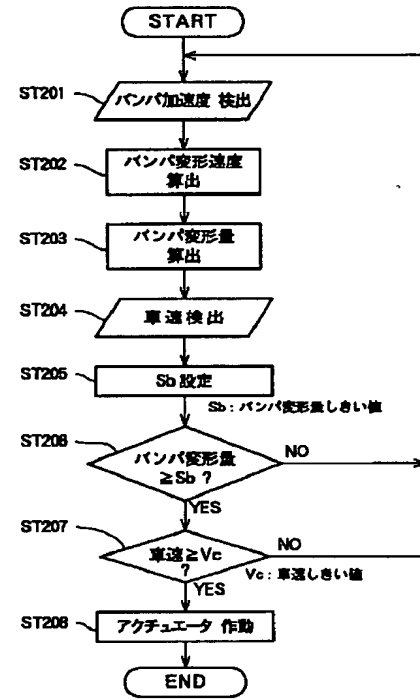 START
ST201
バンパ加速度 検出
ST202
バンパ変形速度
算出
ST203
バンパ変形量
算出
ST204
車速検出
ST205
Sb 設定
Sb : バンパ変形量しきい値
ST206
バンパ変形量
≧Sb ?
NO
YES
ST207
車速≧Vc
?
NO
Vc : 車速しきい値
YES
ST208
アクチュエータ 作動
END